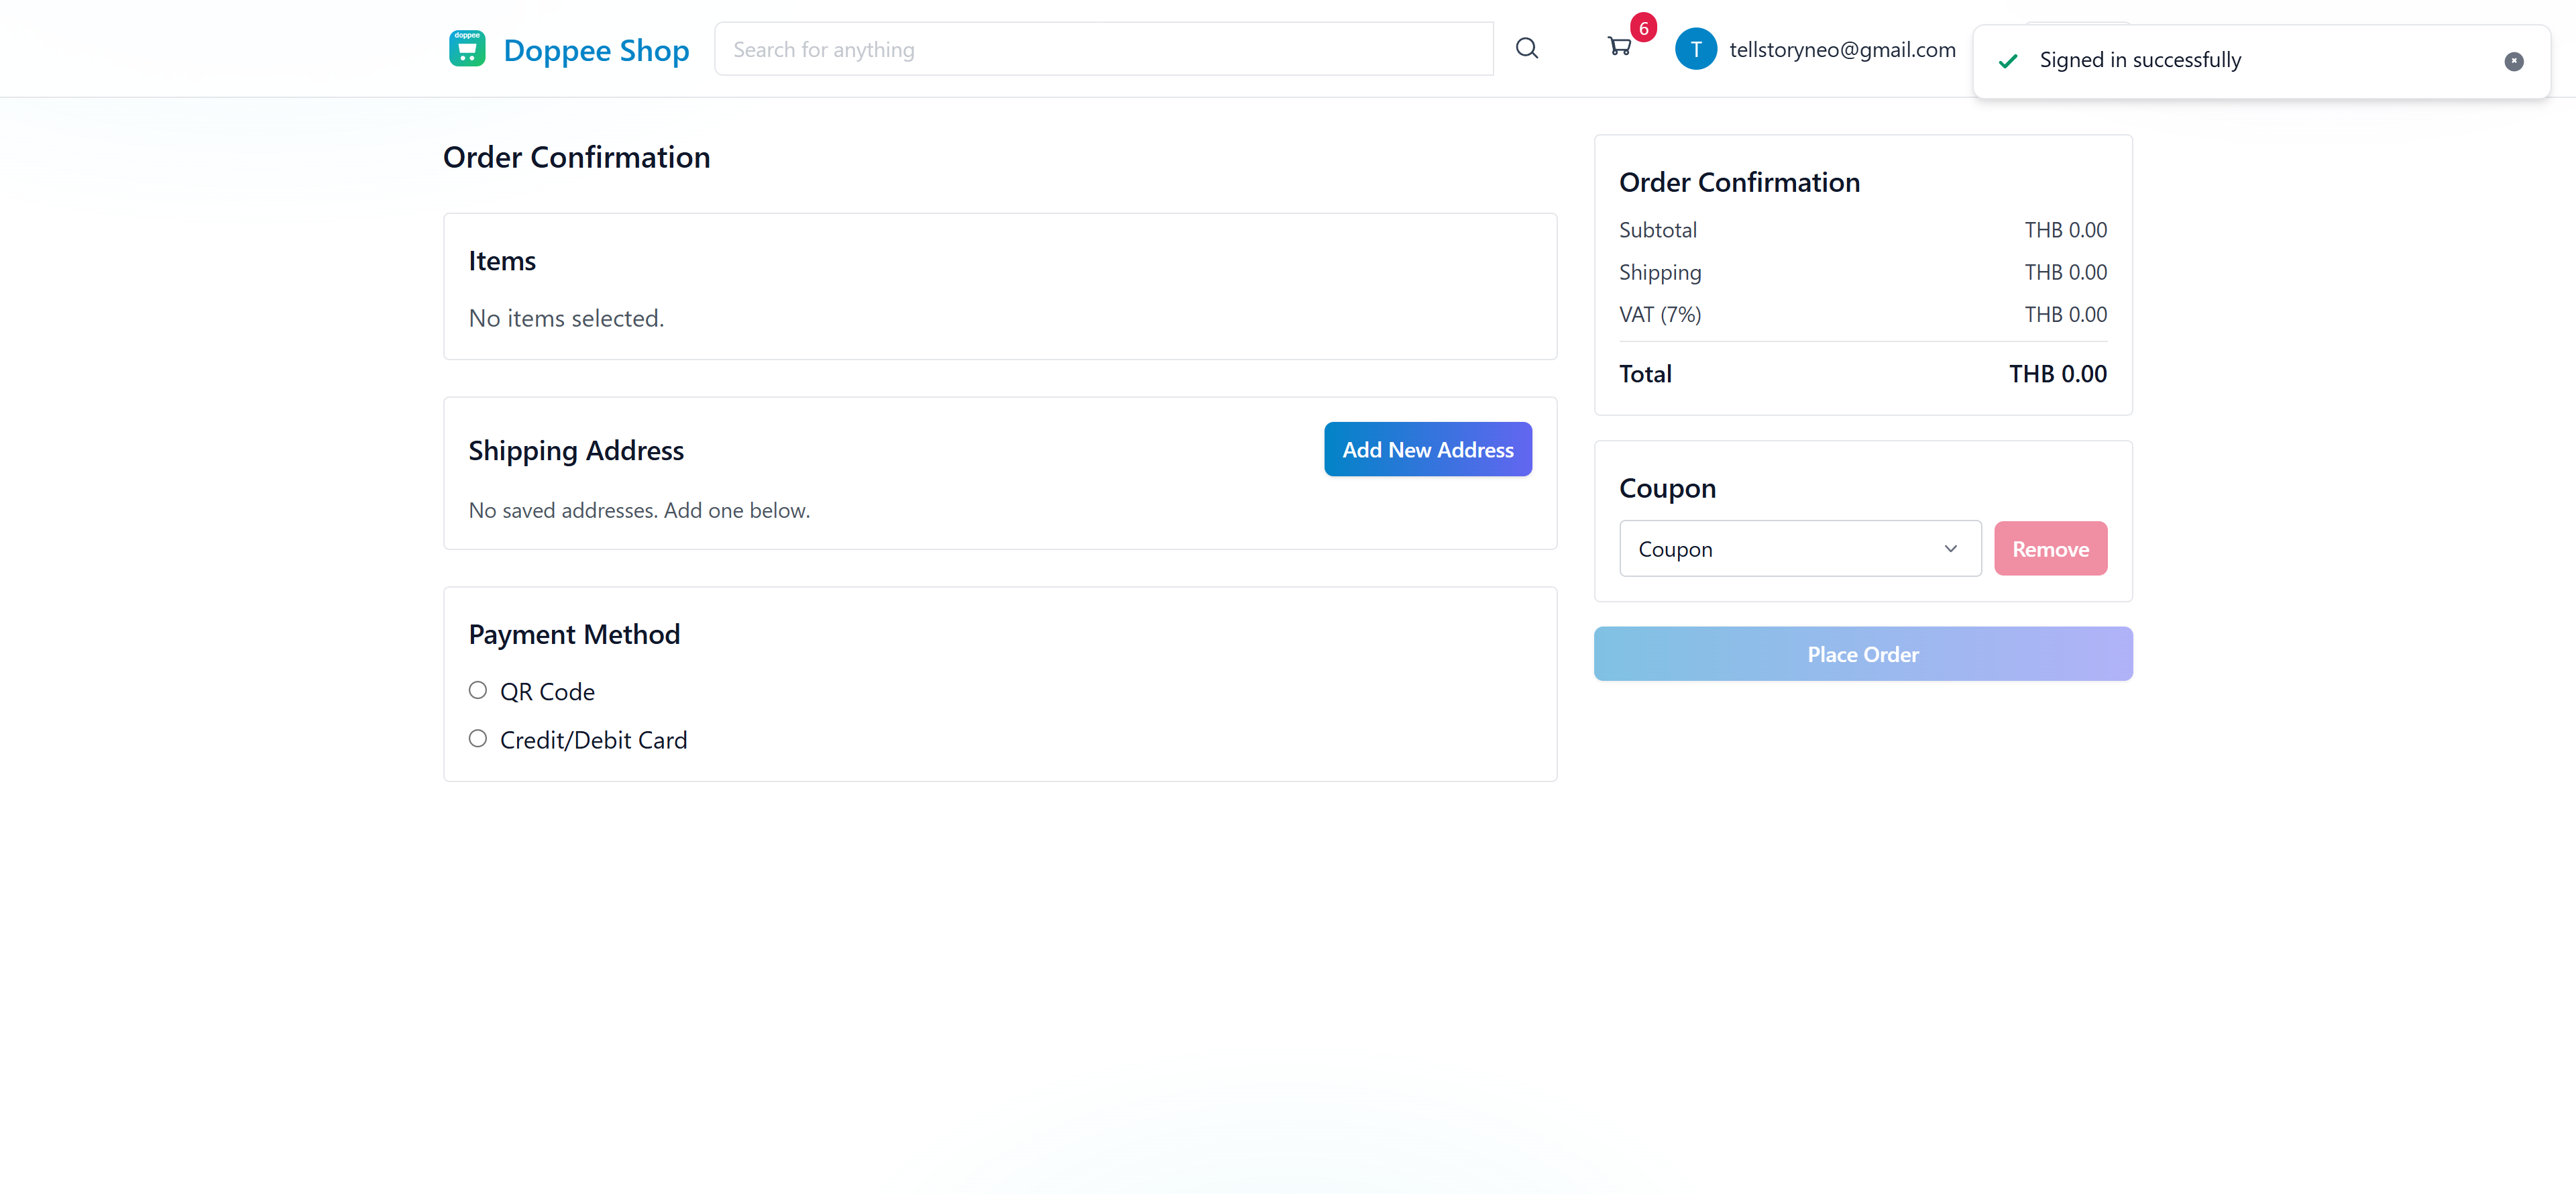 doppee
Doppee Shop
Search for anything
6
T
tellstoryneo@gmail.com
Signed in successfully
Order Confirmation
Items
No items selected.
Shipping Address
Add New Address
No saved addresses. Add one below.
Payment Method
QR Code
Credit/Debit Card
Order Confirmation
Subtotal THB 0.00
Shipping THB 0.00
VAT (7%) THB 0.00
Total THB 0.00
Coupon
Coupon
Remove
Place Order